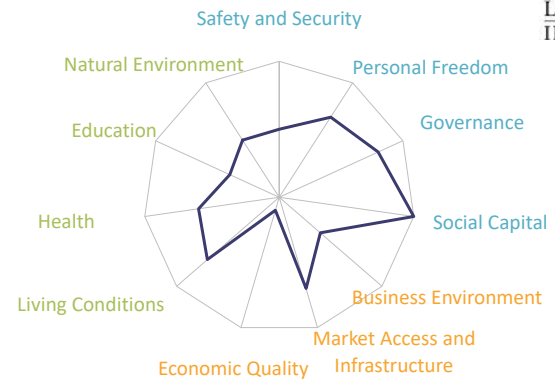 Safety and Security
Natural Environment
Personal Freedom
Education
Governance
Health
Social Capital
Living Conditions
Business Environment
Market Access and
Infrastructure
Economic Quality